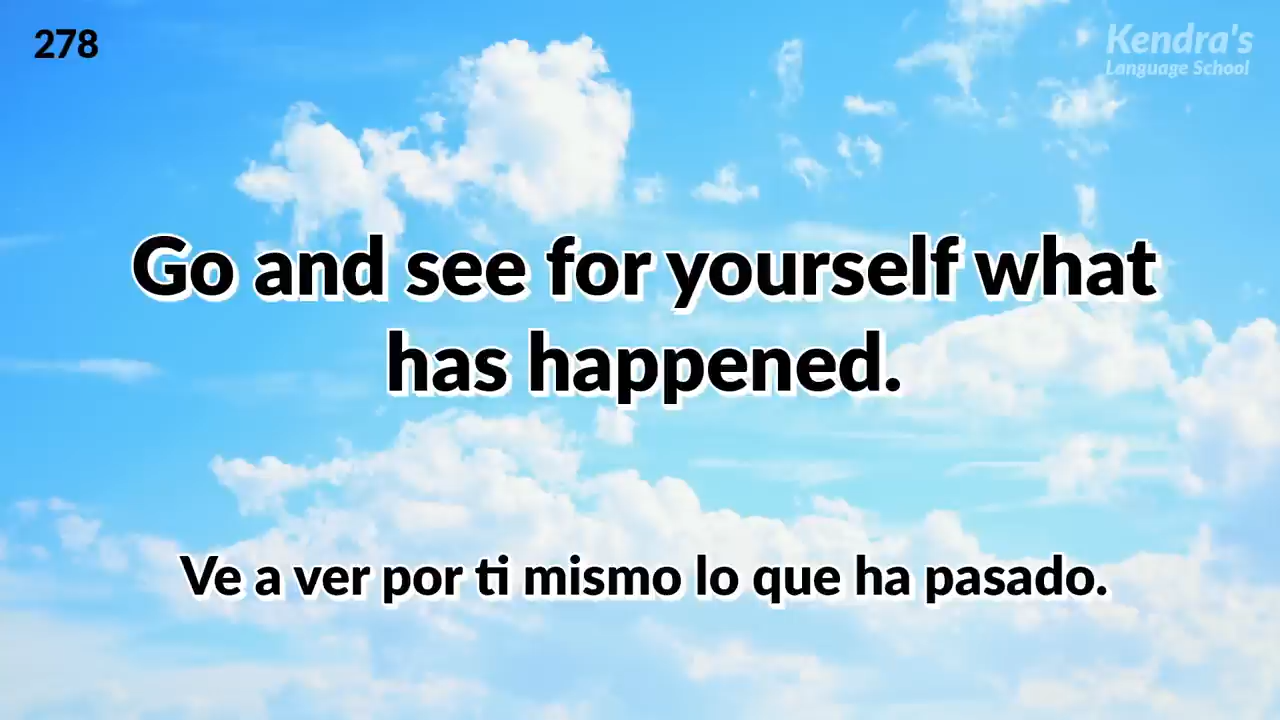 278
Kendra's
Language School
Go and see for yourself what
has happened.
Ve a ver por ti mismo lo que ha pasado.